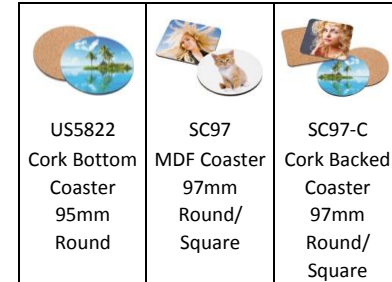 US5822
Cork Bottom
Coaster
95mm
Round
SC97
MDF Coaster
97mm
Round/
Square
SC97-C
Cork Backed
Coaster
97mm
Round/
Square